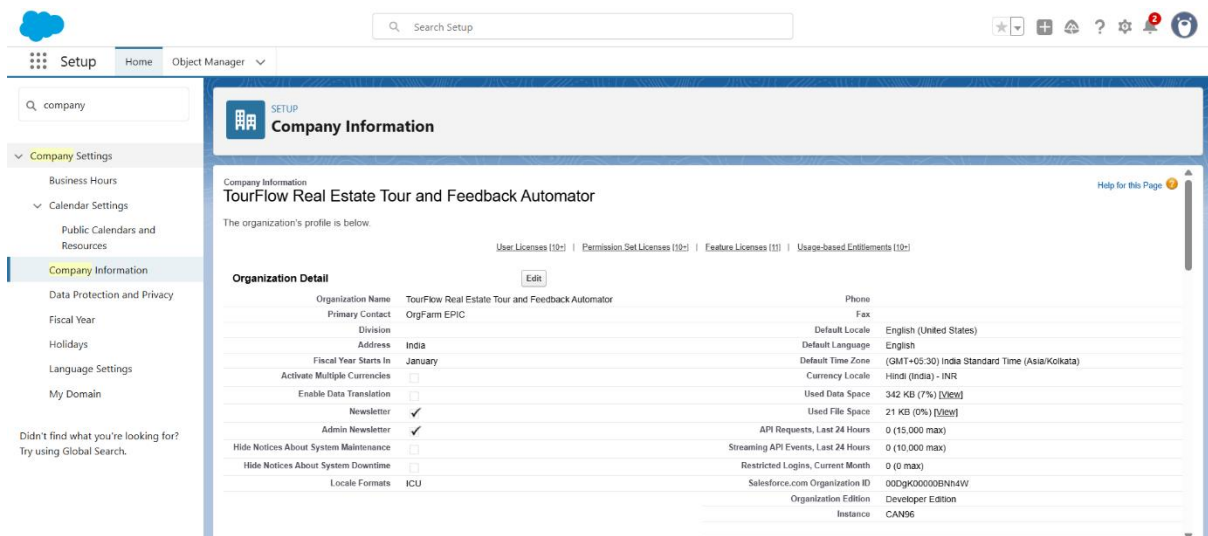 Search Setup
2
Setup
Home
Object Manager
company
Company Settings
Business Hours
Calendar Settings
Public Calendars and
Resources
Company Information
Data Protection and Privacy
Fiscal Year
Holidays
Language Settings
My Domain
Didn't find what you're looking for?
Try using Global Search.
SETUP
Company Information
Company Information
TourFlow Real Estate Tour and Feedback Automator
Help for this Page
The organization's profile is below.
User Licenses [10+] | Permission Set Licenses [10+] | Feature Licenses [11] | Usage-based Entitlements [10+]
Organization Detail Edit
Organization Name TourFlow Real Estate Tour and Feedback Automator Phone
Primary Contact OrgFarm EPIC Fax
Division Default Locale English (United States)
Address India Default Language English
Fiscal Year Starts In January Default Time Zone (GMT+05:30) India Standard Time (Asia/Kolkata)
Activate Multiple Currencies Currency Locale Hindi (India) - INR
Enable Data Translation Used Data Space 342 KB (7%) [View]
Newsletter ✓ Used File Space 21 KB (0%) [View]
Admin Newsletter ✓ API Requests, Last 24 Hours 0 (15,000 max)
Hide Notices About System Maintenance Streaming API Events, Last 24 Hours 0 (10,000 max)
Hide Notices About System Downtime Restricted Logins, Current Month 0 (0 max)
Locale Formats ICU Salesforce.com Organization ID 00DgK00000BNh4W
Organization Edition Developer Edition
Instance CAN96